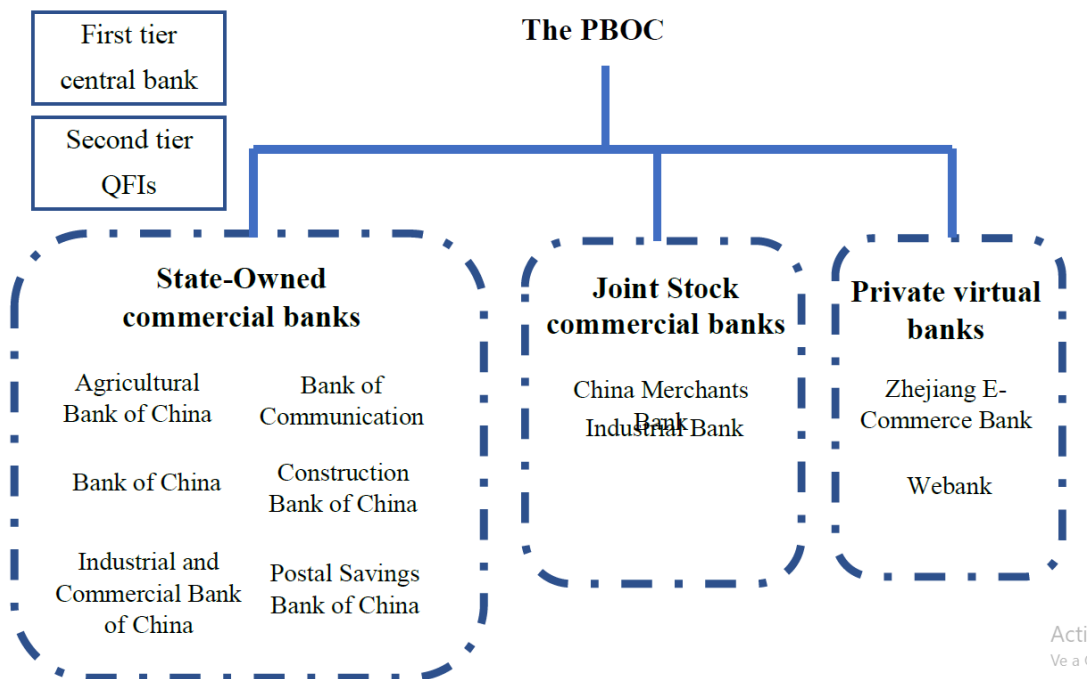 First tier
central bank
The PBOC
Second tier
QFIs
State-Owned
commercial banks
Agricultural
Bank of China
Bank of
Communication
Bank of China
Construction
Bank of China
Industrial and
Commercial Bank
of China
Postal Savings
Bank of China
Joint Stock
commercial banks
China Merchants
Bank
Industrial Bank
Private virtual
banks
Zhejiang E-
Commerce Bank
Webank
Acti
Ve a C